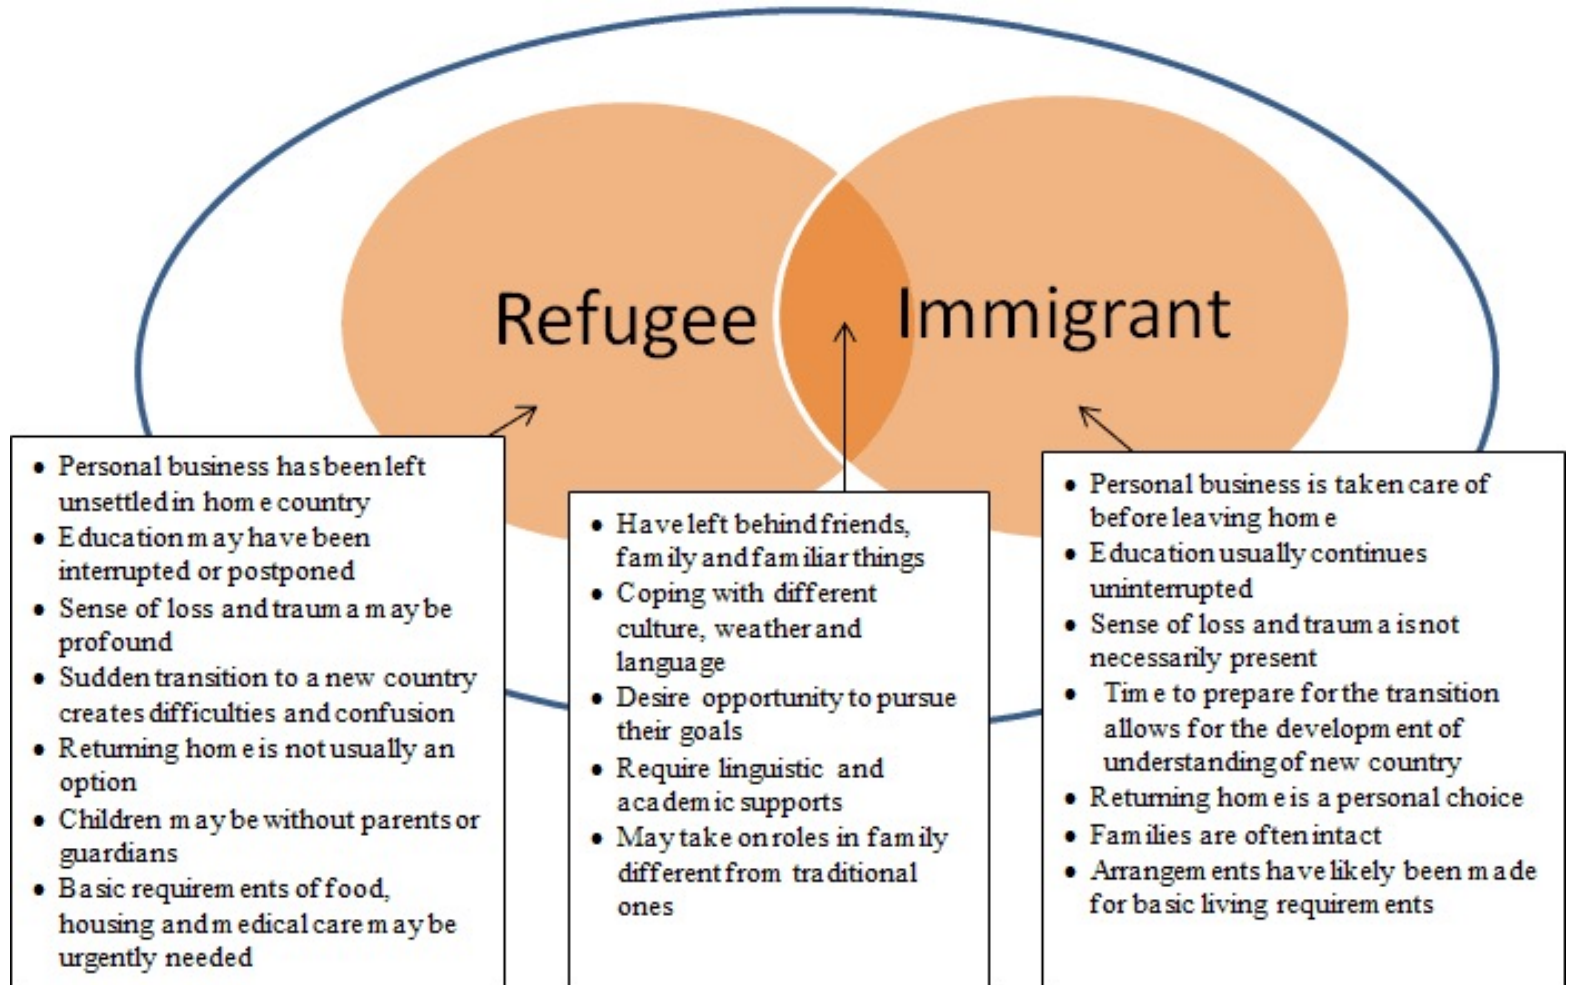 Refugee
Immigrant
• Personal business has been left
unsettled in home country
• Education may have been
interrupted or postponed
• Sense of loss and trauma may be
profound
• Sudden transition to a new country
creates difficulties and confusion
• Returning home is not usually an
option
• Children may be without parents or
guardians
• Basic requirements of food,
housing and medical care may be
urgently needed
• Have left behind friends,
family and familiar things
• Coping with different
culture, weather and
language
• Desire opportunity to pursue
their goals
• Require linguistic and
academic supports
• May take on roles in family
different from traditional
ones
• Personal business is taken care of
before leaving home
• Education usually continues
uninterrupted
• Sense of loss and trauma is not
necessarily present
• Time to prepare for the transition
allows for the development of
understanding of new country
• Returning home is a personal choice
• Families are often intact
• Arrangements have likely been made
for basic living requirements